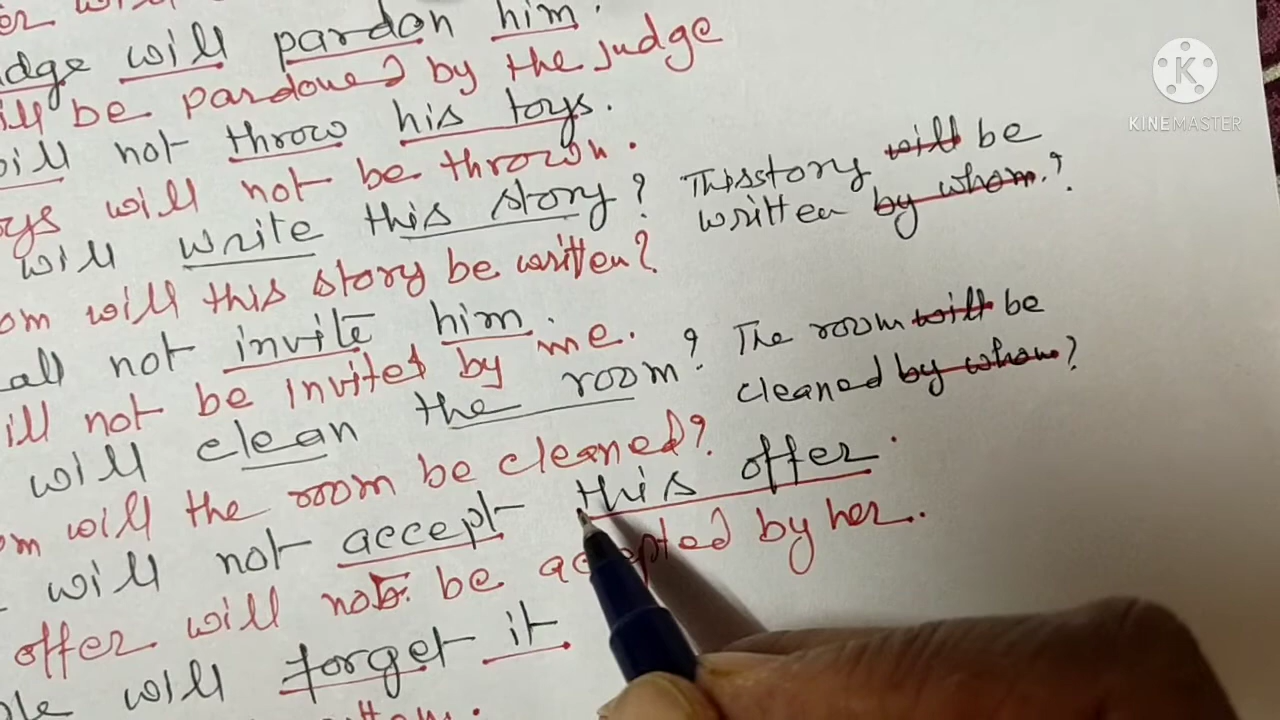 will pardon him.
will be pardoned by the judge
will not throw his toys.
will not be thrown.
will write this story?
This story will be
written by whom.?
will this story be written?
not invite him.
will not be invited by me.
will clean the room?
The room will be
cleaned by whom?
will the room be cleaned?
will not accept this offer.
offer will not be accepted by her.
will forget it
KINEMASTER